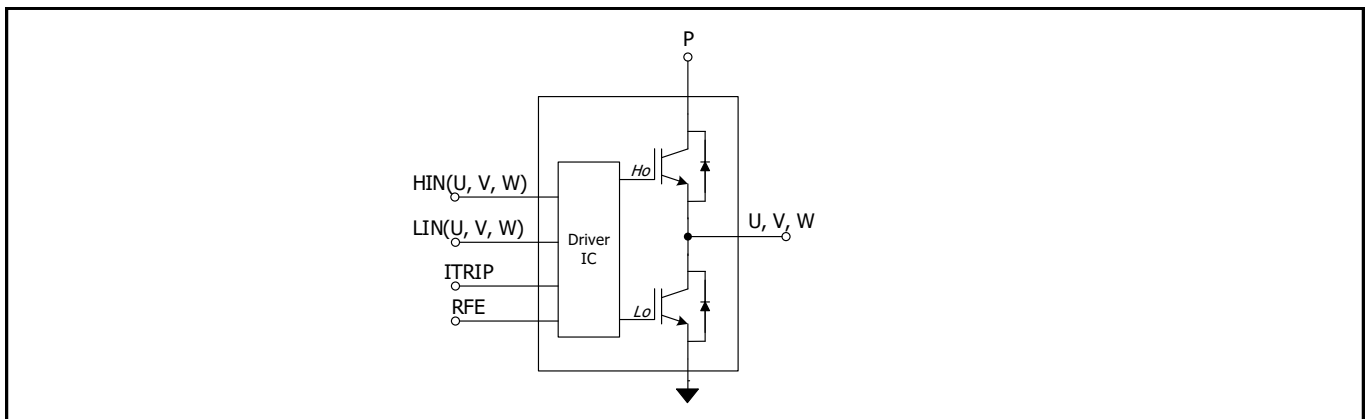 P
HIN(U, V, W)
Ho
LIN(U, V, W)
U, V, W
Driver
IC
ITRIP
RFE
Lo